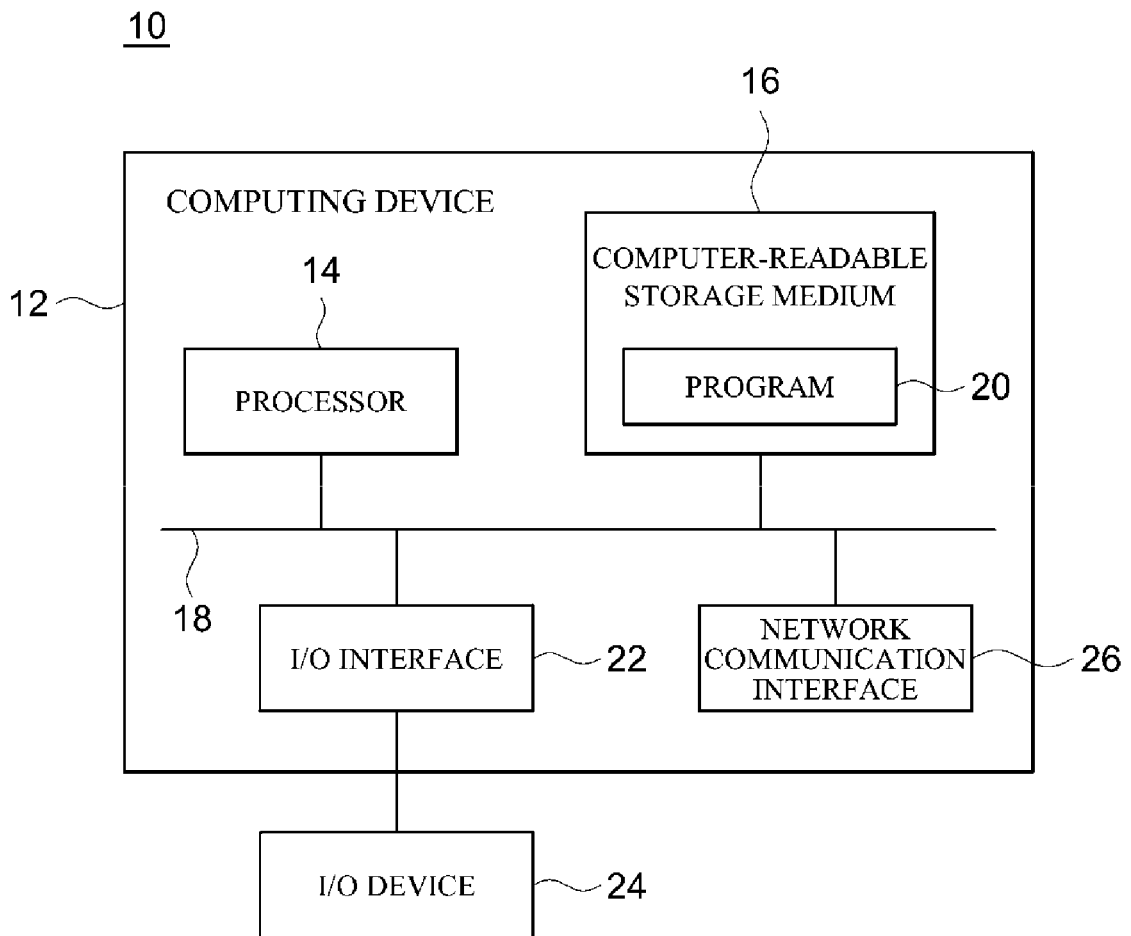 10
16
COMPUTING DEVICE
COMPUTER-READABLE
STORAGE MEDIUM
14
12
PROCESSOR
PROGRAM
20
18
I/O INTERFACE
22
NETWORK
COMMUNICATION
INTERFACE
26
I/O DEVICE
24